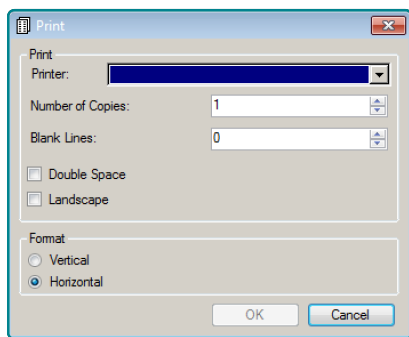 Print
Print
Printer:
Number of Copies: 1
Blank Lines: 0
Double Space
Landscape
Format
Vertical
Horizontal
OK Cancel